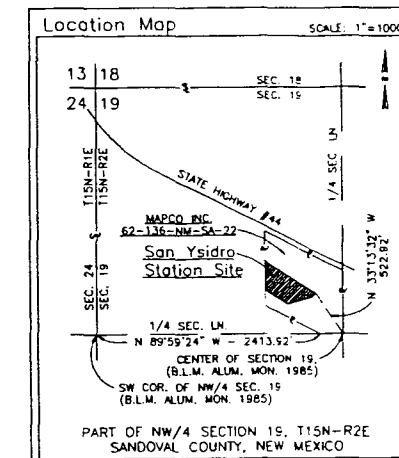 Location Map
SCALE: 1"=1000
13 18
24 19
SEC. 18
SEC. 19
T15N-R1E
T15N-R2E
1/4 SEC LN
STATE HIGHWAY #44
MAPCO INC.
62-136-NM-SA-22
San Ysidro
Station Site
N 33°13'32" W
522.92'
SEC. 24
SEC. 19
1/4 SEC. LN.
N 89°59'24" W - 2413.92'
CENTER OF SECTION 19,
(B.L.M. ALUM. MON. 1985)
SW COR. OF NW/4 SEC. 19
(B.L.M. ALUM. MON. 1985)
PART OF NW/4 SECTION 19, T15N-R2E
SANDOVAL COUNTY, NEW MEXICO